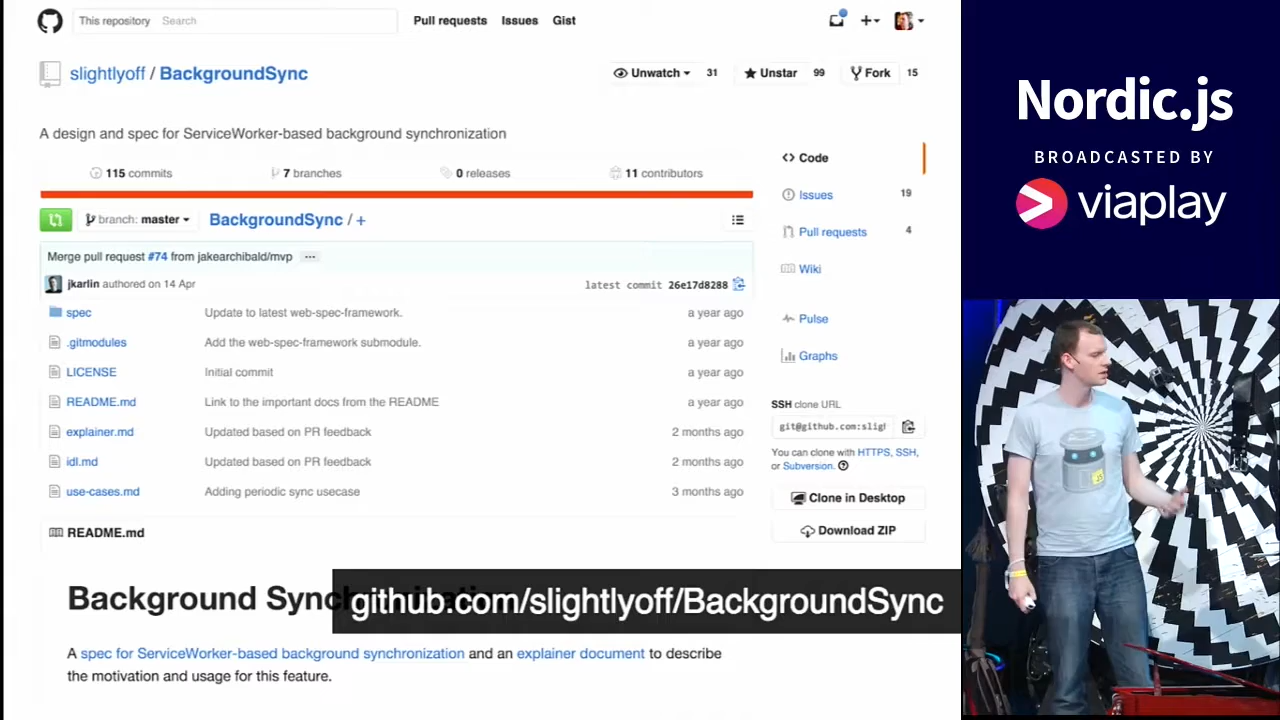 This repository Search Pull requests Issues Gist
slightlyoff / BackgroundSync Unwatch 31 Unstar 99 Fork 15
A design and spec for ServiceWorker-based background synchronization
115 commits 7 branches 0 releases 11 contributors
branch: master BackgroundSync / +
Merge pull request #74 from jakearchibald/mvp ...
jkarlin authored on 14 Apr latest commit 26e17d8288
spec Update to latest web-spec-framework. a year ago
.gitmodules Add the web-spec-framework submodule. a year ago
LICENSE Initial commit a year ago
README.md Link to the important docs from the README a year ago
explainer.md Updated based on PR feedback 2 months ago
idl.md Updated based on PR feedback 2 months ago
use-cases.md Adding periodic sync usecase 3 months ago
README.md
Background Synchronization
github.com/slightlyoff/BackgroundSync
A spec for ServiceWorker-based background synchronization and an explainer document to describe
the motivation and usage for this feature.
Code
Issues 19
Pull requests 4
Wiki
Pulse
Graphs
SSH clone URL
git@github.com:sligh
You can clone with HTTPS, SSH,
or Subversion.
Clone in Desktop
Download ZIP
Nordic.js
BROADCASTED BY
viaplay
JS